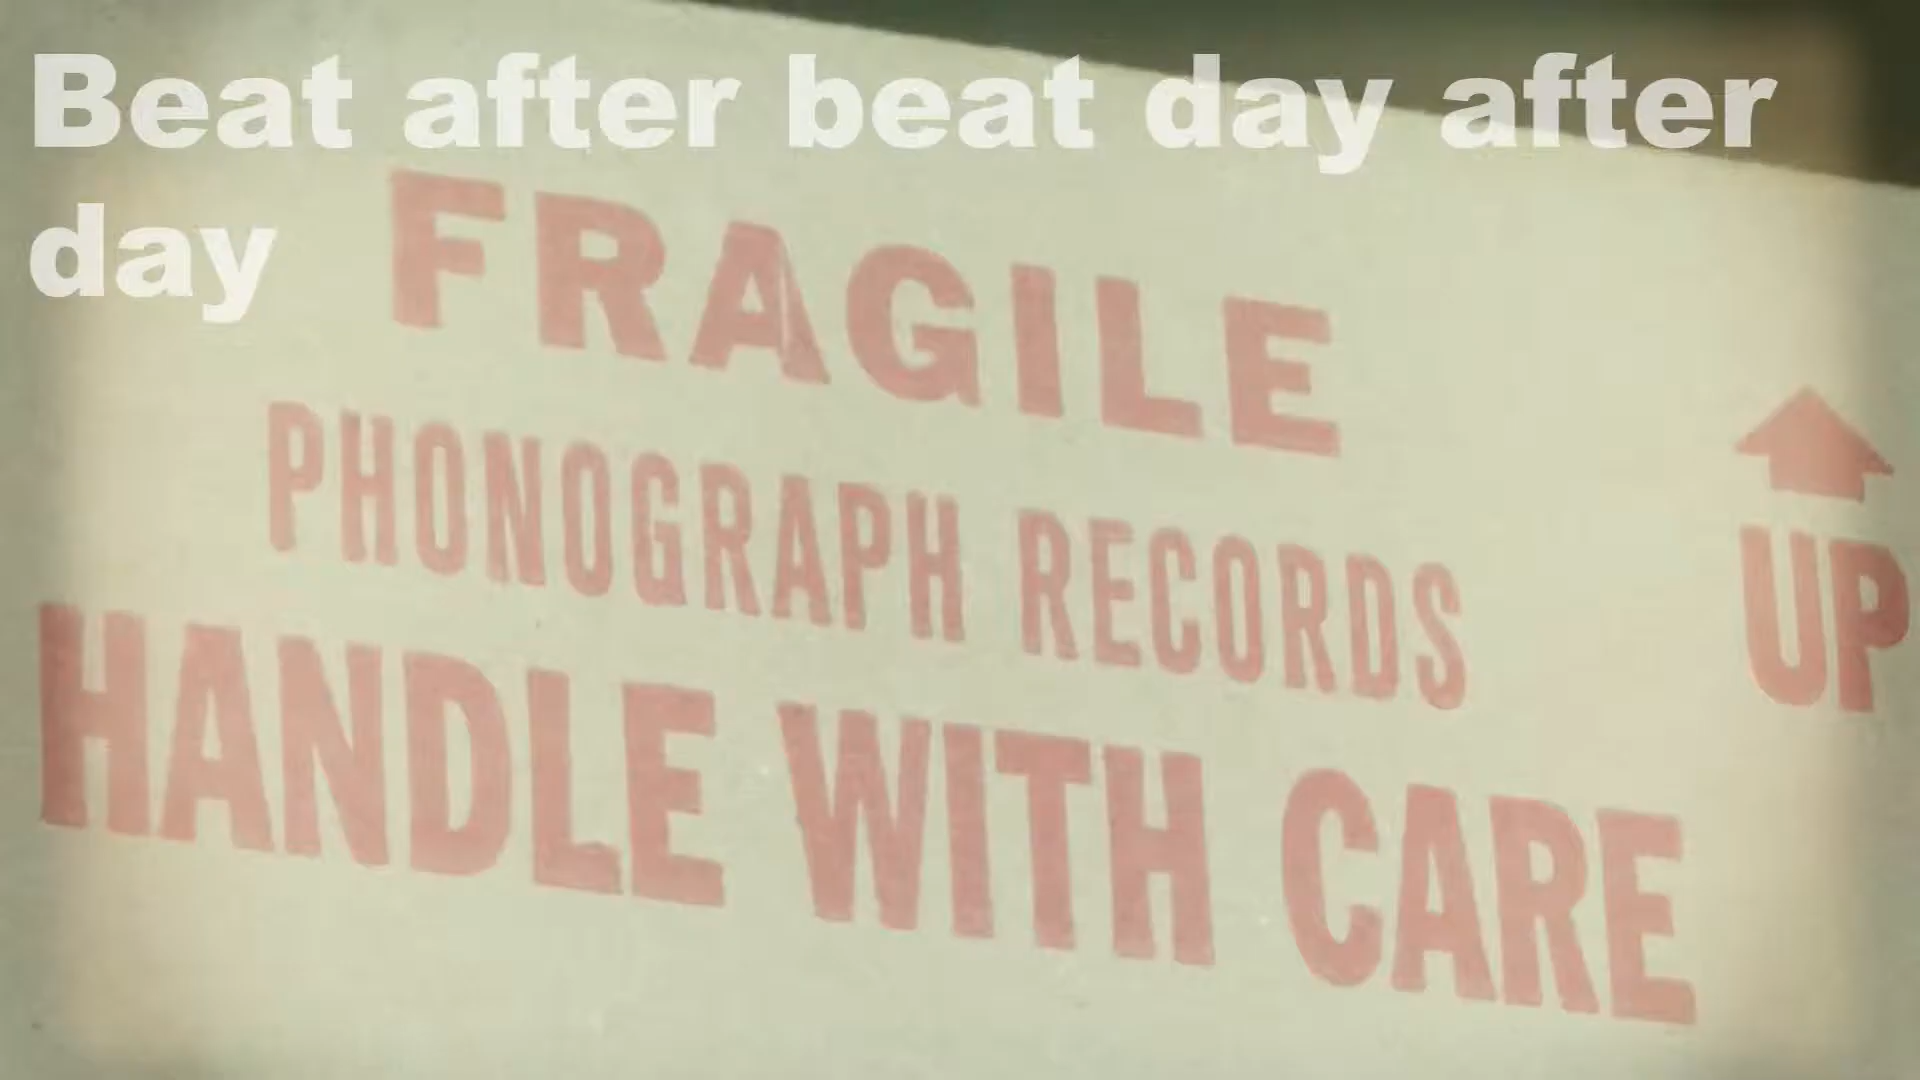 Beat after beat day after
day
FRAGILE
PHONOGRAPH RECORDS
HANDLE WITH CARE
UP